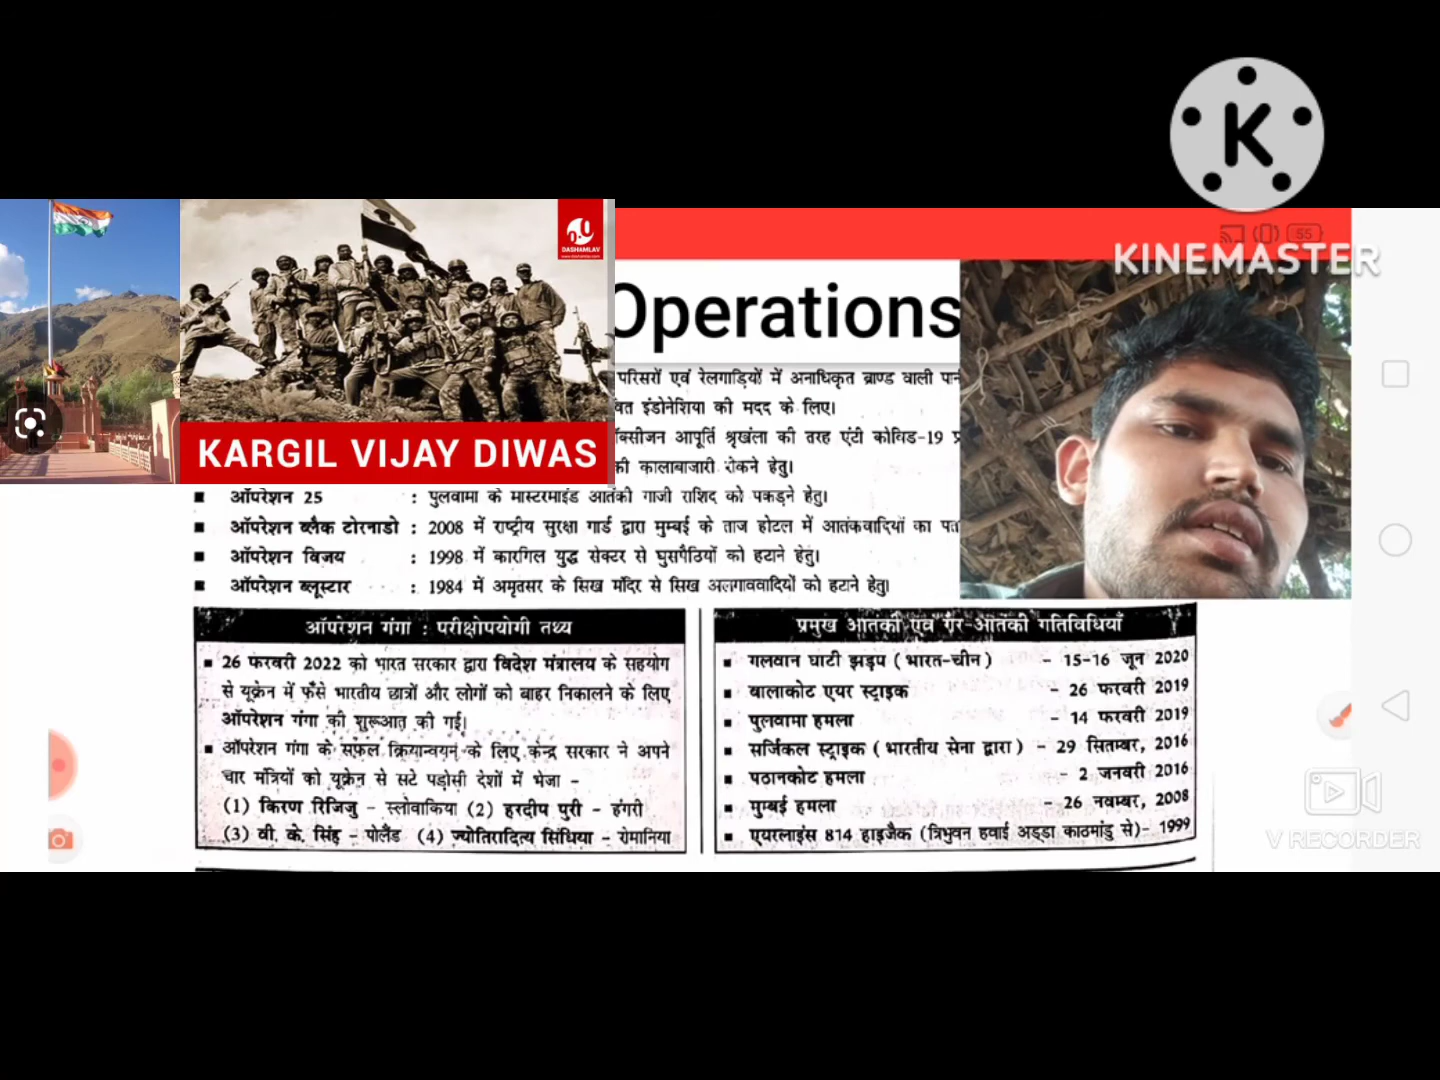 K
55
KINEMASTER
D.O
DASHAMLAV
www.dashamlav.com
KARGIL VIJAY DIWAS
Operations
परिसरों एवं रेलगाड़ियों में अनाधिकृत ब्राण्ड वाली
इंडोनेशिया की मदद के लिए।
आपूर्ति श्रृखंला की तरह एंटी कोविड-19
की कालाबाजारी रोकने हेतु।
■ ऑपरेशन 25 : पुलवामा के मास्टरमाइंड आतंकी गाजी राशिद को पकड़ने हेतु।
■ ऑपरेशन ब्लैक टोरनाडो : 2008 में राष्ट्रीय सुरक्षा गार्ड द्वारा मुम्बई के ताज होटल में आतंकवादियों का
■ ऑपरेशन विजय : 1998 में कारगिल युद्ध सेक्टर से घुसपैठियों को हटाने हेतु।
■ ऑपरेशन ब्लूस्टार : 1984 में अमृतसर के सिख मंदिर से सिख अलगाववादियों को हटाने हेतु।
ऑपरेशन गंगा : परीक्षोपयोगी तथ्य
■ 26 फरवरी 2022 को भारत सरकार द्वारा विदेश मंत्रालय के सहयोग
से यूक्रेन में फँसे भारतीय छात्रों और लोगों को बाहर निकालने के लिए
ऑपरेशन गंगा की शुरूआत की गई।
■ ऑपरेशन गंगा के सफल क्रियान्वयन के लिए केन्द्र सरकार ने अपने
चार मंत्रियों को यूक्रेन से सटे पड़ोसी देशों में भेजा –
(1) किरण रिजिजु – स्लोवाकिया (2) हरदीप पुरी – हंगरी
(3) वी. के. सिंह – पोलैंड (4) ज्योतिरादित्य सिंधिया – रोमानिया
प्रमुख आतंकी एवं गैर-आतंकी गतिविधियाँ
■ गलवान घाटी झड़प (भारत-चीन) – 15-16 जून 2020
■ बालाकोट एयर स्ट्राइक – 26 फरवरी 2019
■ पुलवामा हमला – 14 फरवरी 2019
■ सर्जिकल स्ट्राइक (भारतीय सेना द्वारा) – 29 सितम्बर, 2016
■ पठानकोट हमला – 2 जनवरी 2016
■ मुम्बई हमला – 26 नवम्बर, 2008
■ एयरलाइंस 814 हाइजैक (त्रिभुवन हवाई अड्डा काठमांडु से)– 1999
V RECORDER